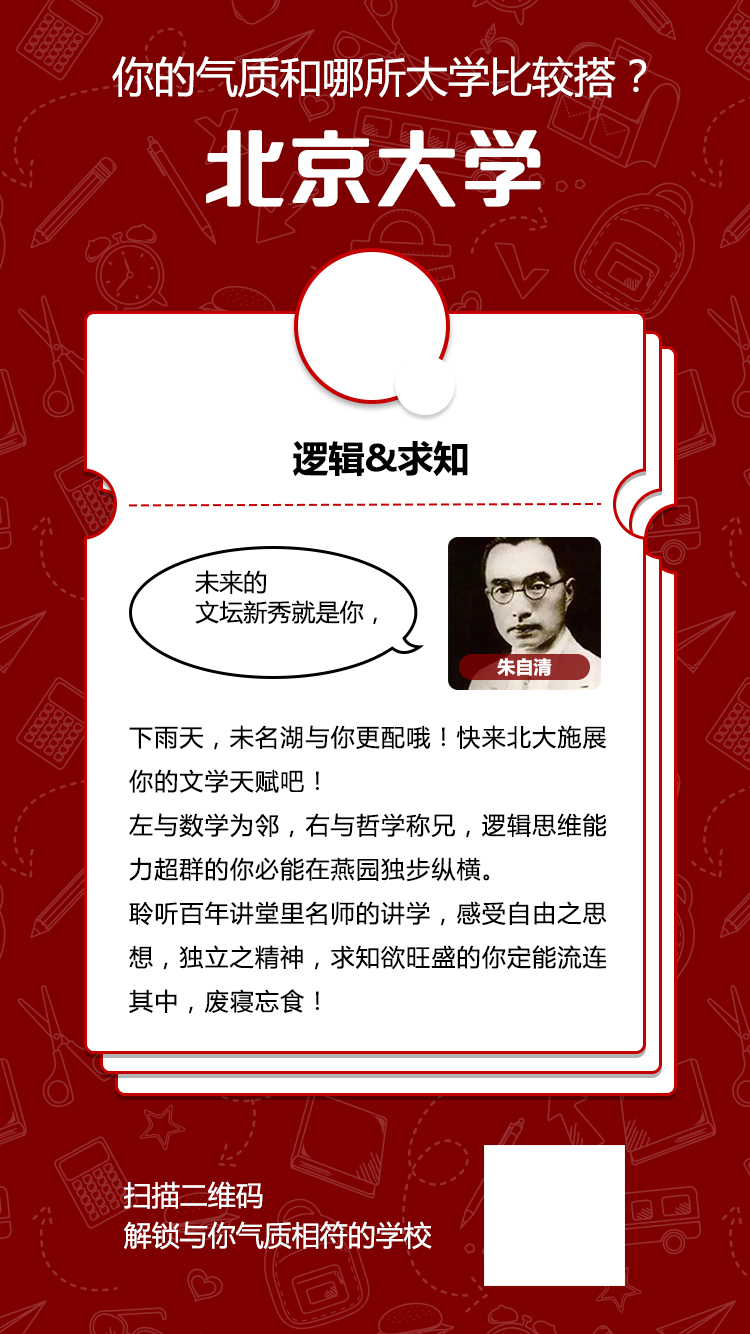 你的气质和哪所大学比较搭？
北京大学
逻辑&求知
未来的
文坛新秀就是你，
朱自清
下雨天，未名湖与你更配哦！快来北大施展
你的文学天赋吧！
左与数学为邻，右与哲学称兄，逻辑思维能
力超群的你必能在燕园独步纵横。
聆听百年讲堂里名师的讲学，感受自由之思
想，独立之精神，求知欲旺盛的你定能流连
其中，废寝忘食！
扫描二维码
解锁与你气质相符的学校